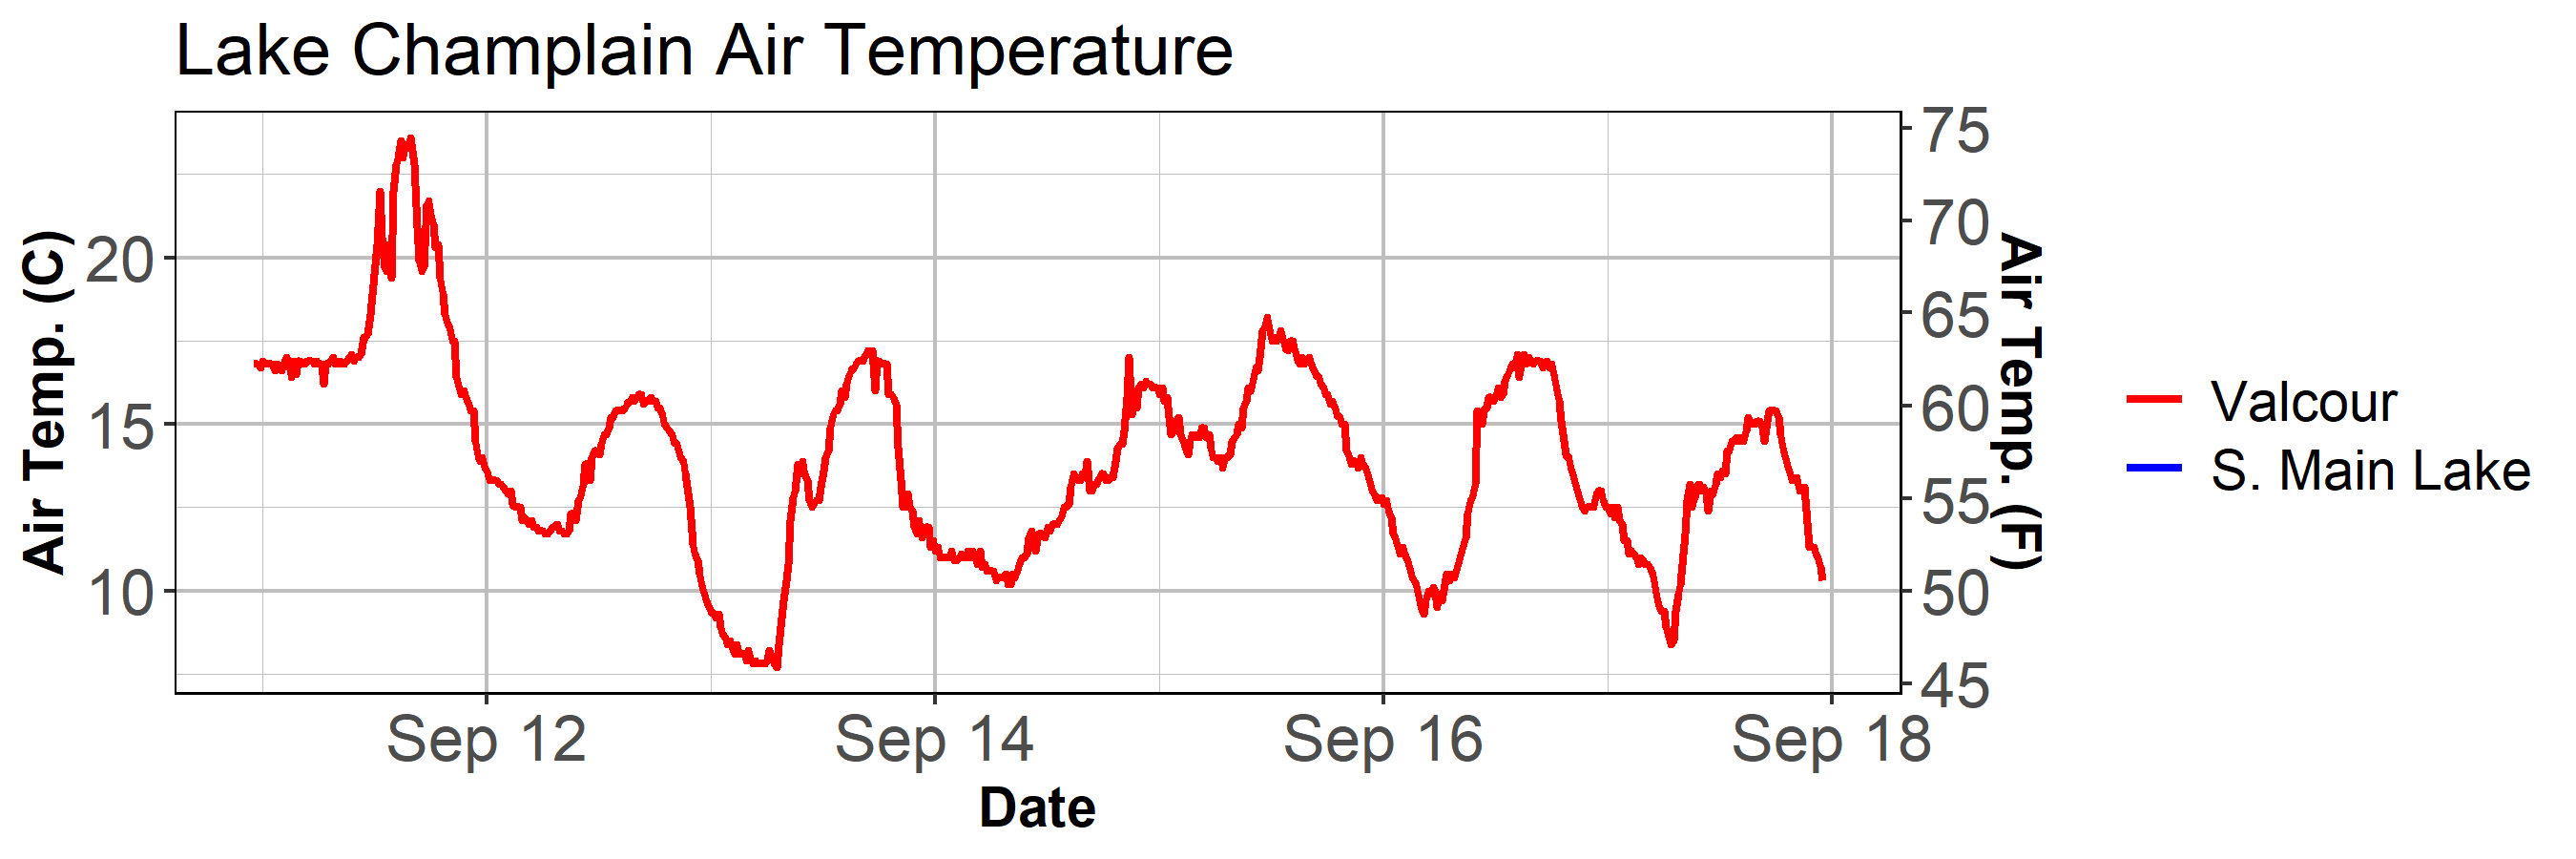 Lake Champlain Air Temperature
Air Temp. (C)
20
15
10
75
70
65
60
55
50
45
Air Temp. (F)
Sep 12
Sep 14
Sep 16
Sep 18
Date
Valcour
S. Main Lake